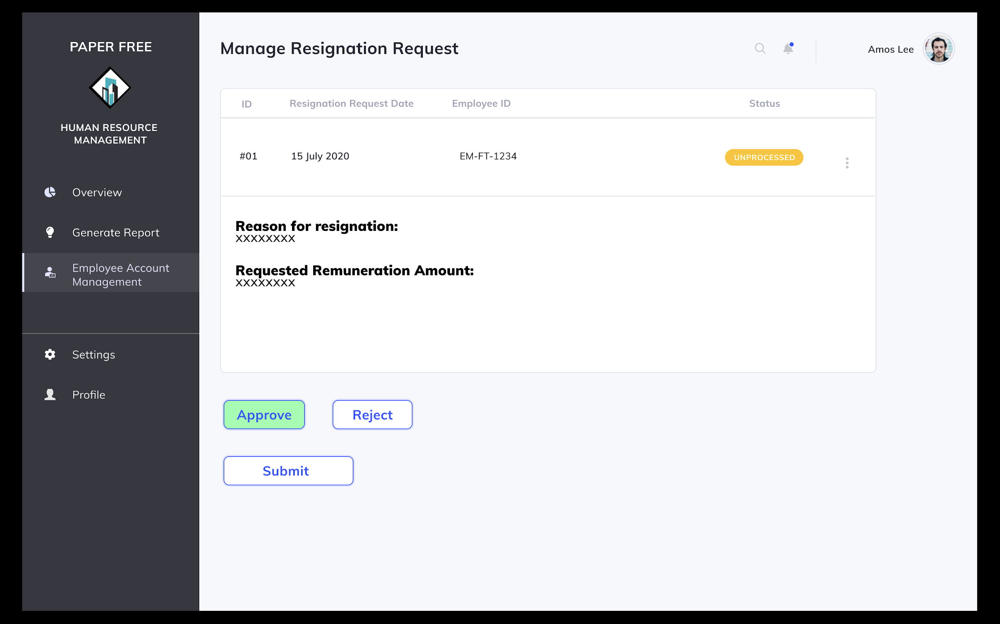 PAPER FREE
HUMAN RESOURCE
MANAGEMENT
Overview
Generate Report
Employee Account
Management
Settings
Profile
Manage Resignation Request
Amos Lee
ID Resignation Request Date Employee ID Status
#01 15 July 2020 EM-FT-1234 UNPROCESSED
Reason for resignation:
XXXXXXXX
Requested Remuneration Amount:
XXXXXXXX
Approve Reject
Submit